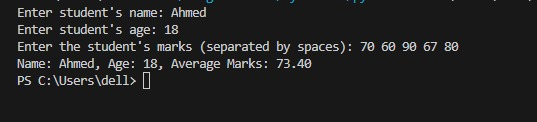 Enter student's name: Ahmed
Enter student's age: 18
Enter the student's marks (separated by spaces): 70 60 90 67 80
Name: Ahmed, Age: 18, Average Marks: 73.40
PS C:\Users\dell>